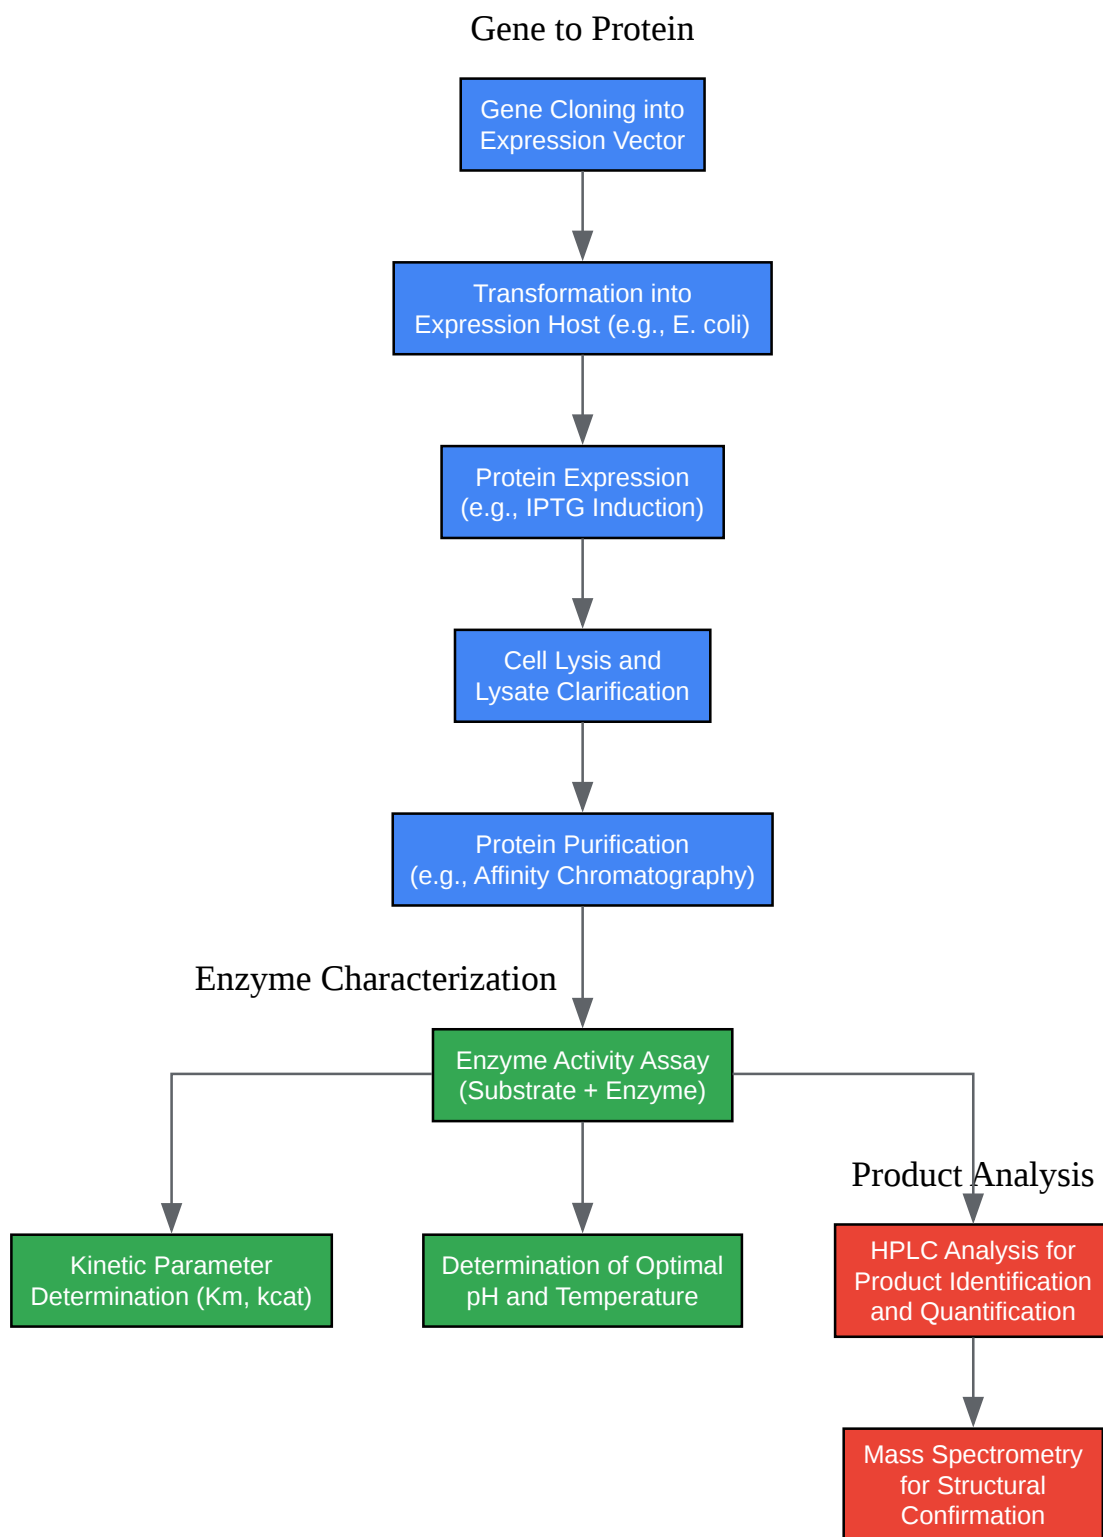 Gene to Protein
Gene Cloning into
Expression Vector
Transformation into
Expression Host (e.g., E. coli)
Protein Expression
(e.g., IPTG Induction)
Cell Lysis and
Lysate Clarification
Protein Purification
(e.g., Affinity Chromatography)
Enzyme Characterization
Enzyme Activity Assay
(Substrate + Enzyme)
Kinetic Parameter
Determination (Km, kcat)
Determination of Optimal
pH and Temperature
Product Analysis
HPLC Analysis for
Product Identification
and Quantification
Mass Spectrometry
for Structural
Confirmation